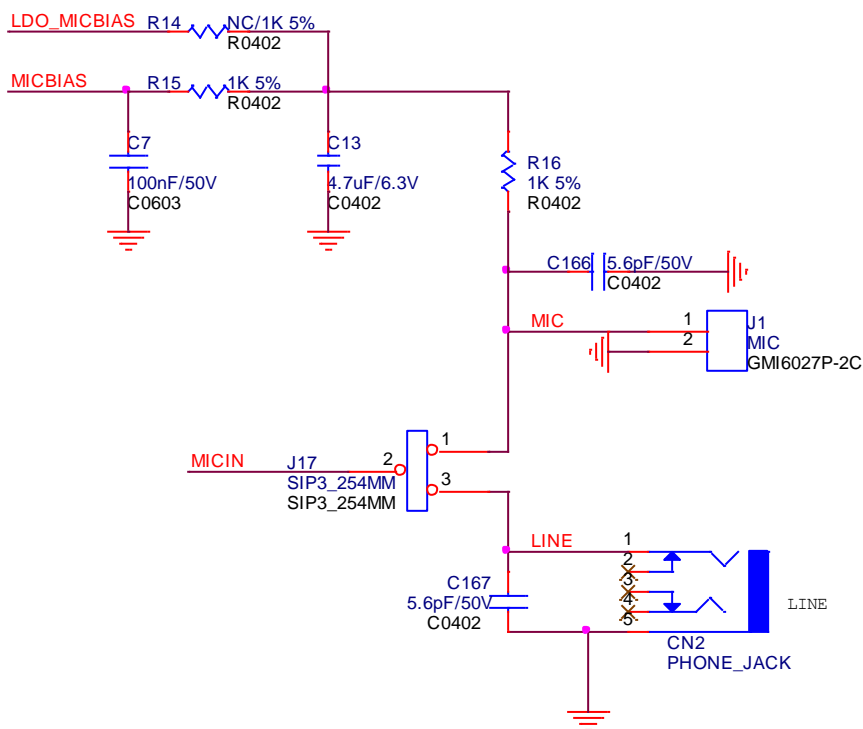 LDO_MICBIAS R14 NC/1K 5%
R0402
MICBIAS R15 1K 5%
R0402
C7
100nF/50V
C0603
C13
4.7uF/6.3V
C0402
R16
1K 5%
R0402
C166 5.6pF/50V
C0402
MIC
1
2
J1
MIC
GMI6027P-2C
MICIN
J17
SIP3_254MM
SIP3_254MM
2
1
3
LINE
C167
5.6pF/50V
C0402
1
2
3
4
5
CN2
PHONE_JACK
LINE